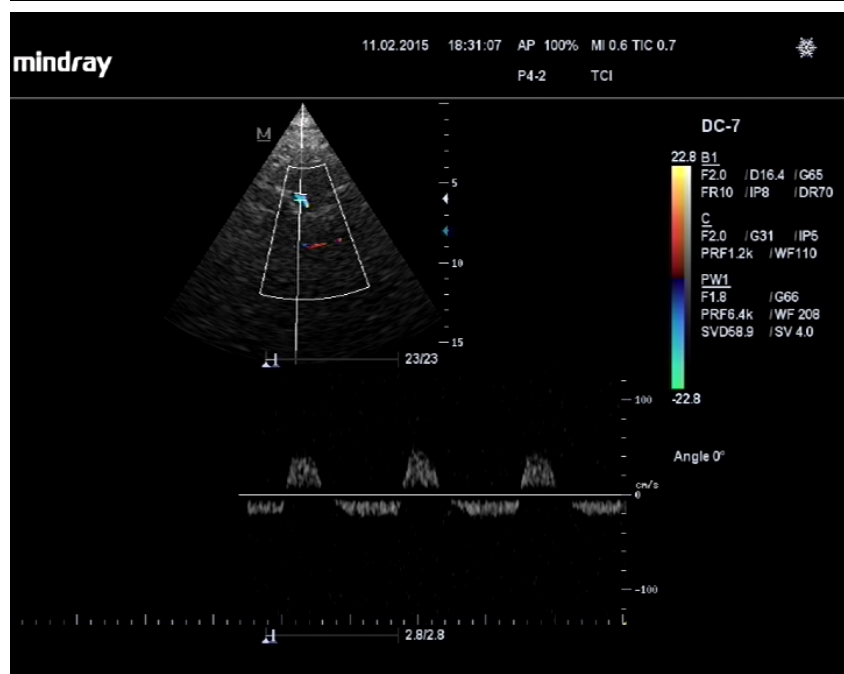 mindray
11.02.2015 18:31:07 AP 100% MI 0.6 TIC 0.7
P4-2 TCI
M
DC-7
22.8
B1
F2.0 /D16.4 /G65
FR10 /IP8 /DR70
C
F2.0 /G31 /IP5
PRF1.2k /WF110
PW1
F1.8 /G66
PRF6.4k /WF 208
SVD58.9 /SV 4.0
-22.8
5
10
15
23/23
Angle 0°
100
cm/s
0
-100
2.8/2.8